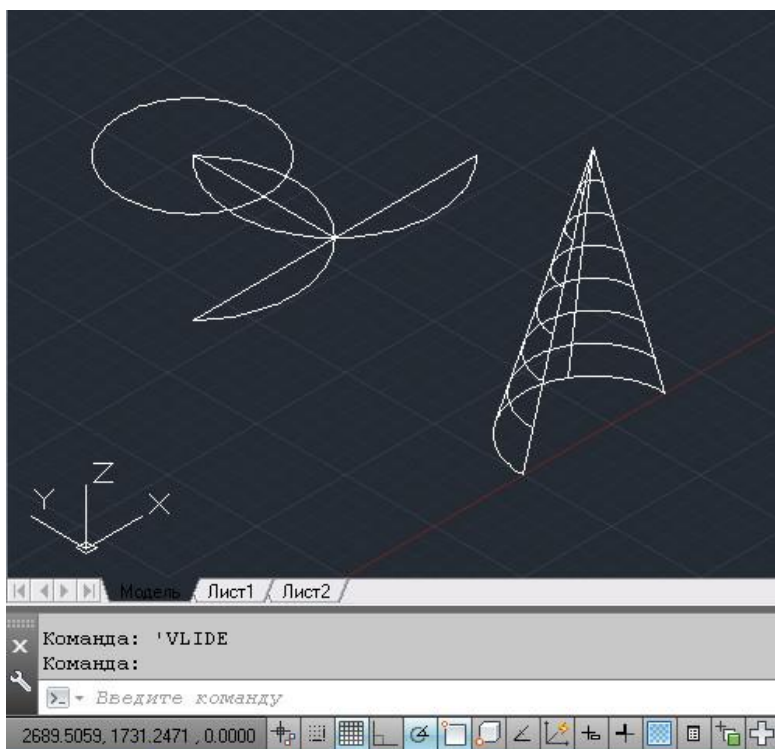 Z
Y
X
Модель
Лист1
Лист2
Команда: 'VLIDE
Команда:
Введите команду
2689.5059, 1731.2471 , 0.0000